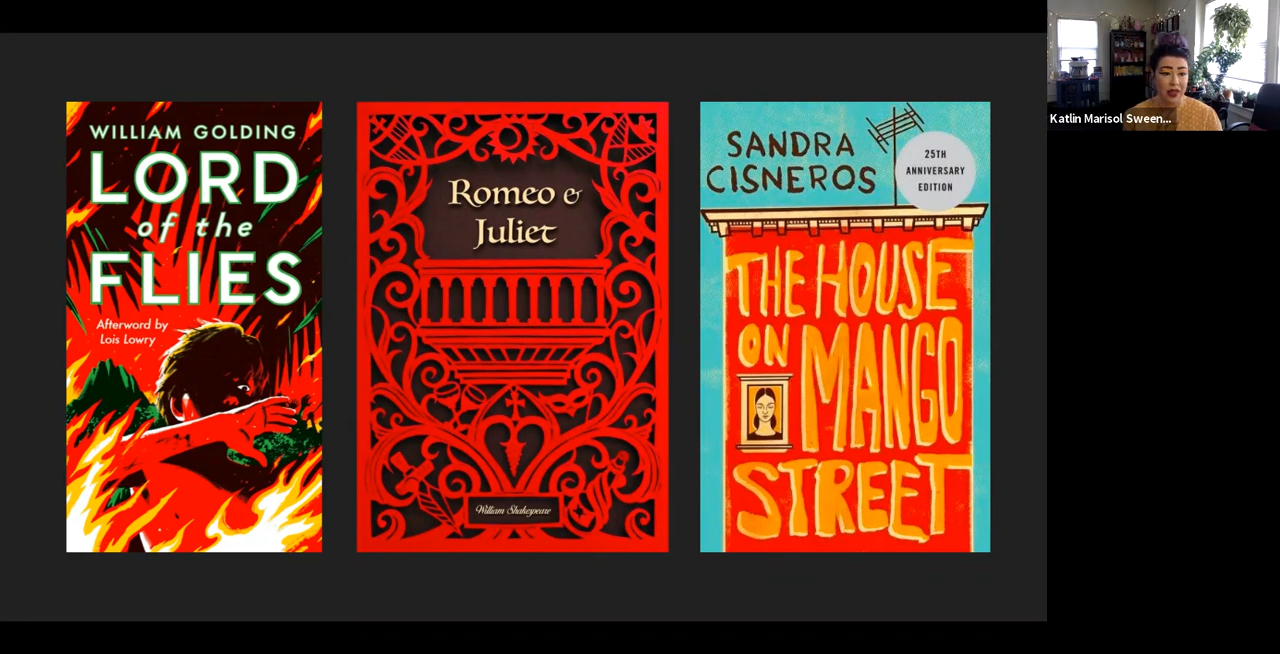 WILLIAM GOLDING
LORD
of the
FLIES
Afterword by
Lois Lowry
Romeo &
Juliet
William Shakespeare
SANDRA
CISNEROS
25TH
ANNIVERSARY
EDITION
THE HOUSE
ON MANGO
STREET
Katlin Marisol Sween...